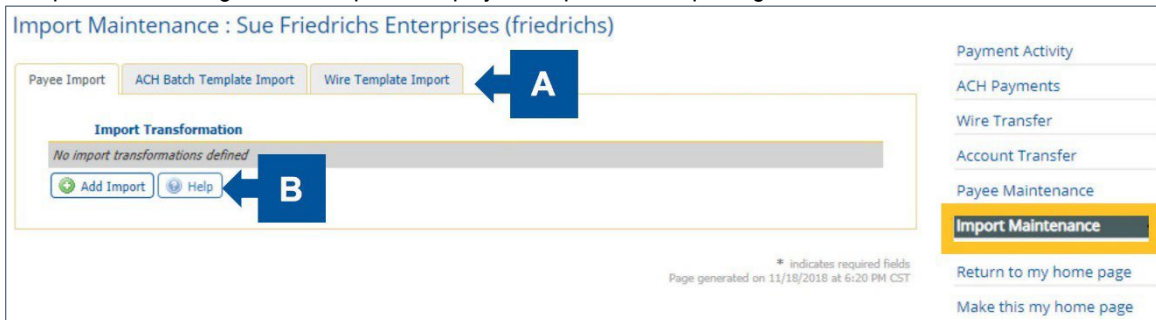 Import Maintenance : Sue Friedrichs Enterprises (friedrichs)
Payee Import
ACH Batch Template Import
Wire Template Import
A
Import Transformation
No import transformations defined
Add Import
Help
B
* indicates required fields
Page generated on 11/18/2018 at 6:20 PM CST
Payment Activity
ACH Payments
Wire Transfer
Account Transfer
Payee Maintenance
Import Maintenance
Return to my home page
Make this my home page